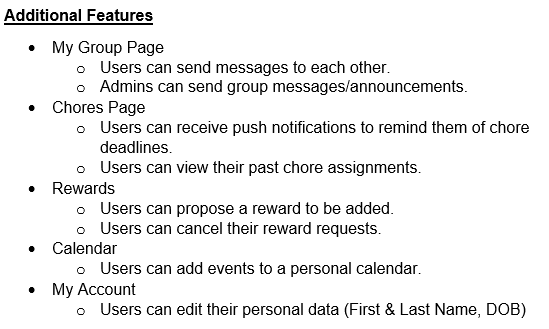 Additional Features
• My Group Page
o Users can send messages to each other.
o Admins can send group messages/announcements.
• Chores Page
o Users can receive push notifications to remind them of chore
deadlines.
o Users can view their past chore assignments.
• Rewards
o Users can propose a reward to be added.
o Users can cancel their reward requests.
• Calendar
o Users can add events to a personal calendar.
• My Account
o Users can edit their personal data (First & Last Name, DOB)